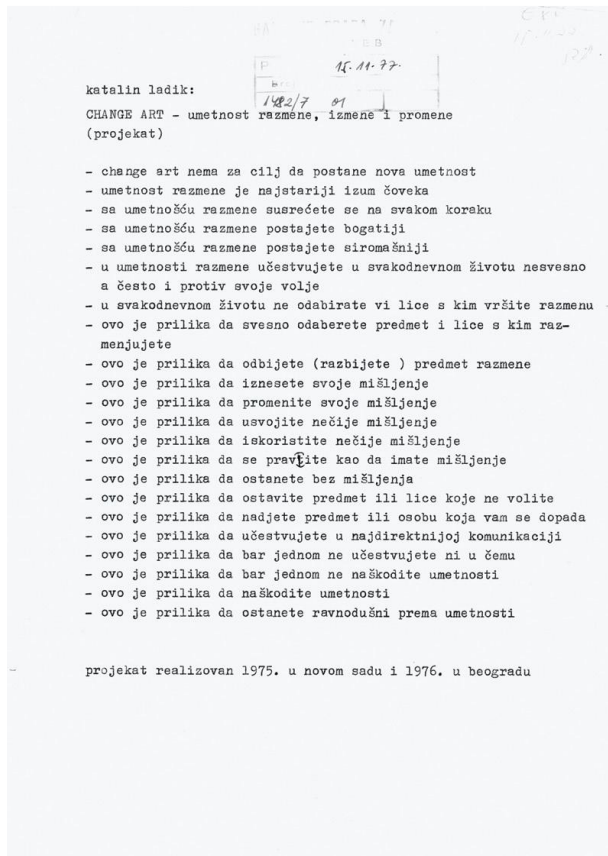 15.11.77.
1482/7 01
katalin ladik:
CHANGE ART - umetnost razmene, izmene i promene
(projekat)
- change art nema za cilj da postane nova umetnost
- umetnost razmene je najstariji izum čoveka
- sa umetnošću razmene susrećete se na svakom koraku
- sa umetnošću razmene postajete bogatiji
- sa umetnošću razmene postajete siromašniji
- u umetnosti razmene učestvujete u svakodnevnom životu nesvesno
a često i protiv svoje volje
- u svakodnevnom životu ne odabirate vi lice s kim vršite razmenu
- ovo je prilika da svesno odaberete predmet i lice s kim raz-
menjujete
- ovo je prilika da odbijete (razbijete ) predmet razmene
- ovo je prilika da iznesete svoje mišljenje
- ovo je prilika da promenite svoje mišljenje
- ovo je prilika da usvojite nečije mišljenje
- ovo je prilika da iskoristite nečije mišljenje
- ovo je prilika da se pravite kao da imate mišljenje
- ovo je prilika da ostanete bez mišljenja
- ovo je prilika da ostavite predmet ili lice koje ne volite
- ovo je prilika da nadjete predmet ili osobu koja vam se dopada
- ovo je prilika da učestvujete u najdirektnijoj komunikaciji
- ovo je prilika da bar jednom ne učestvujete ni u čemu
- ovo je prilika da bar jednom ne naškodite umetnosti
- ovo je prilika da naškodite umetnosti
- ovo je prilika da ostanete ravnodušni prema umetnosti
projekat realizovan 1975. u novom sadu i 1976. u beogradu